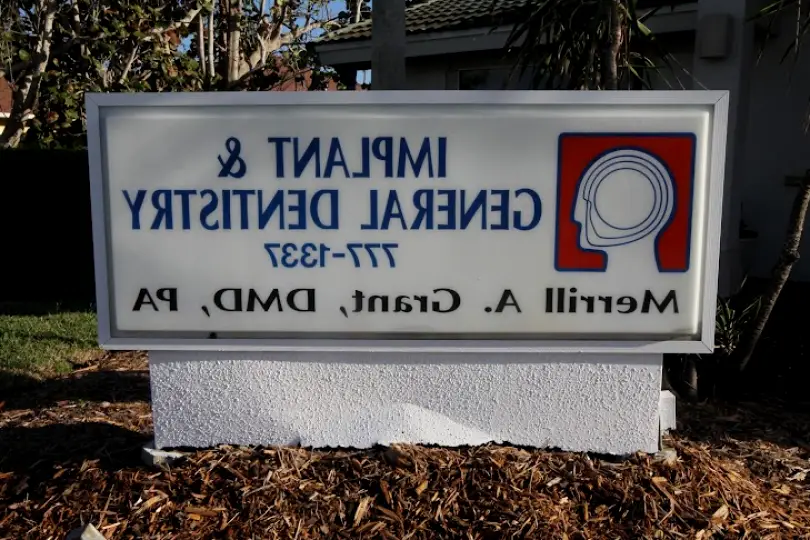 IMPLANT &
GENERAL DENTISTRY
777-1337
Merrill A. Grant, DMD, PA